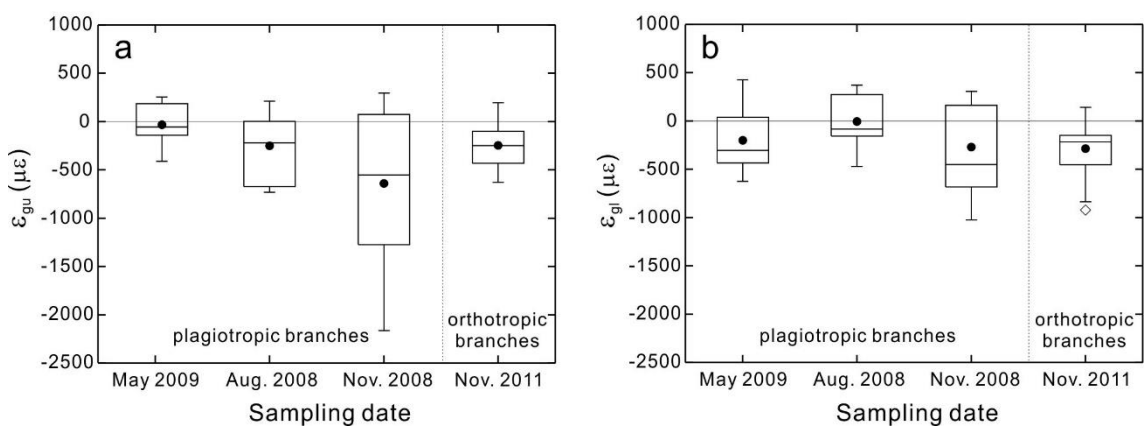 a
1000
500
0
-500
-1000
-1500
-2000
-2500
ε_gu (με)
plagiotropic branches
orthotropic
branches
May 2009 Aug. 2008 Nov. 2008 Nov. 2011
Sampling date
b
1000
500
0
-500
-1000
-1500
-2000
-2500
ε_gl (με)
plagiotropic branches
orthotropic
branches
May 2009 Aug. 2008 Nov. 2008 Nov. 2011
Sampling date